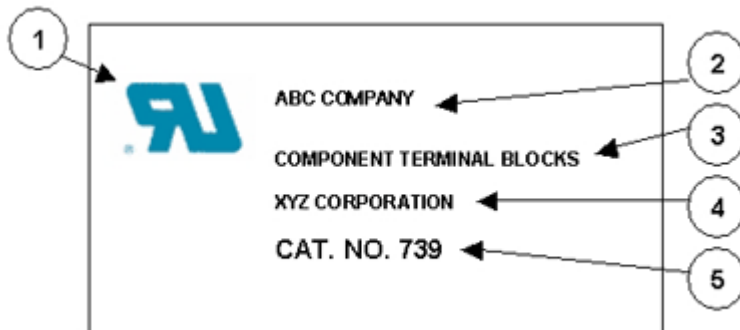 1
2
ABC COMPANY
3
COMPONENT TERMINAL BLOCKS
XYZ CORPORATION
4
CAT. NO. 739
5